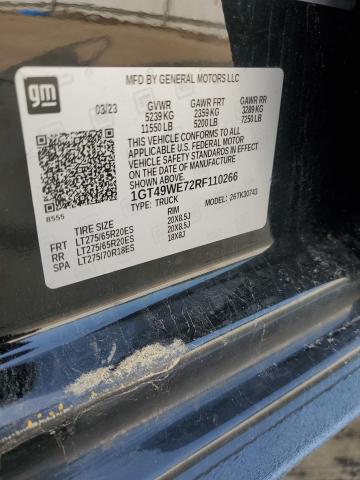 gm
MFD BY GENERAL MOTORS LLC
03/23 GVWR GAWR FRT GAWR RR
5239 KG 2359 KG 3289 KG
11550 LB 5200 LB 7250 LB
THIS VEHICLE CONFORMS TO ALL
APPLICABLE U.S. FEDERAL MOTOR
VEHICLE SAFETY STANDARDS IN
EFFECT ON THE DATE OF
MANUFACTURE SHOWN ABOVE.
8555
1GT49WE72RF110266
TYPE: TRUCK MODEL: 26TK30743
TIRE SIZE RIM
FRT LT275/65R20ES 20X8.5J
RR LT275/65R20ES 20X8.5J
SPA LT275/70R18ES 18X8J